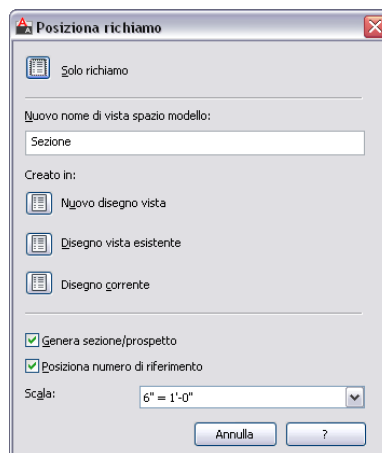 Posiziona richiamo
Solo richiamo
Nuovo nome di vista spazio modello:
Sezione
Creato in:
Nuovo disegno vista
Disegno vista esistente
Disegno corrente
Genera sezione/prospetto
Posiziona numero di riferimento
Scala: 6" = 1'-0"
Annulla ?